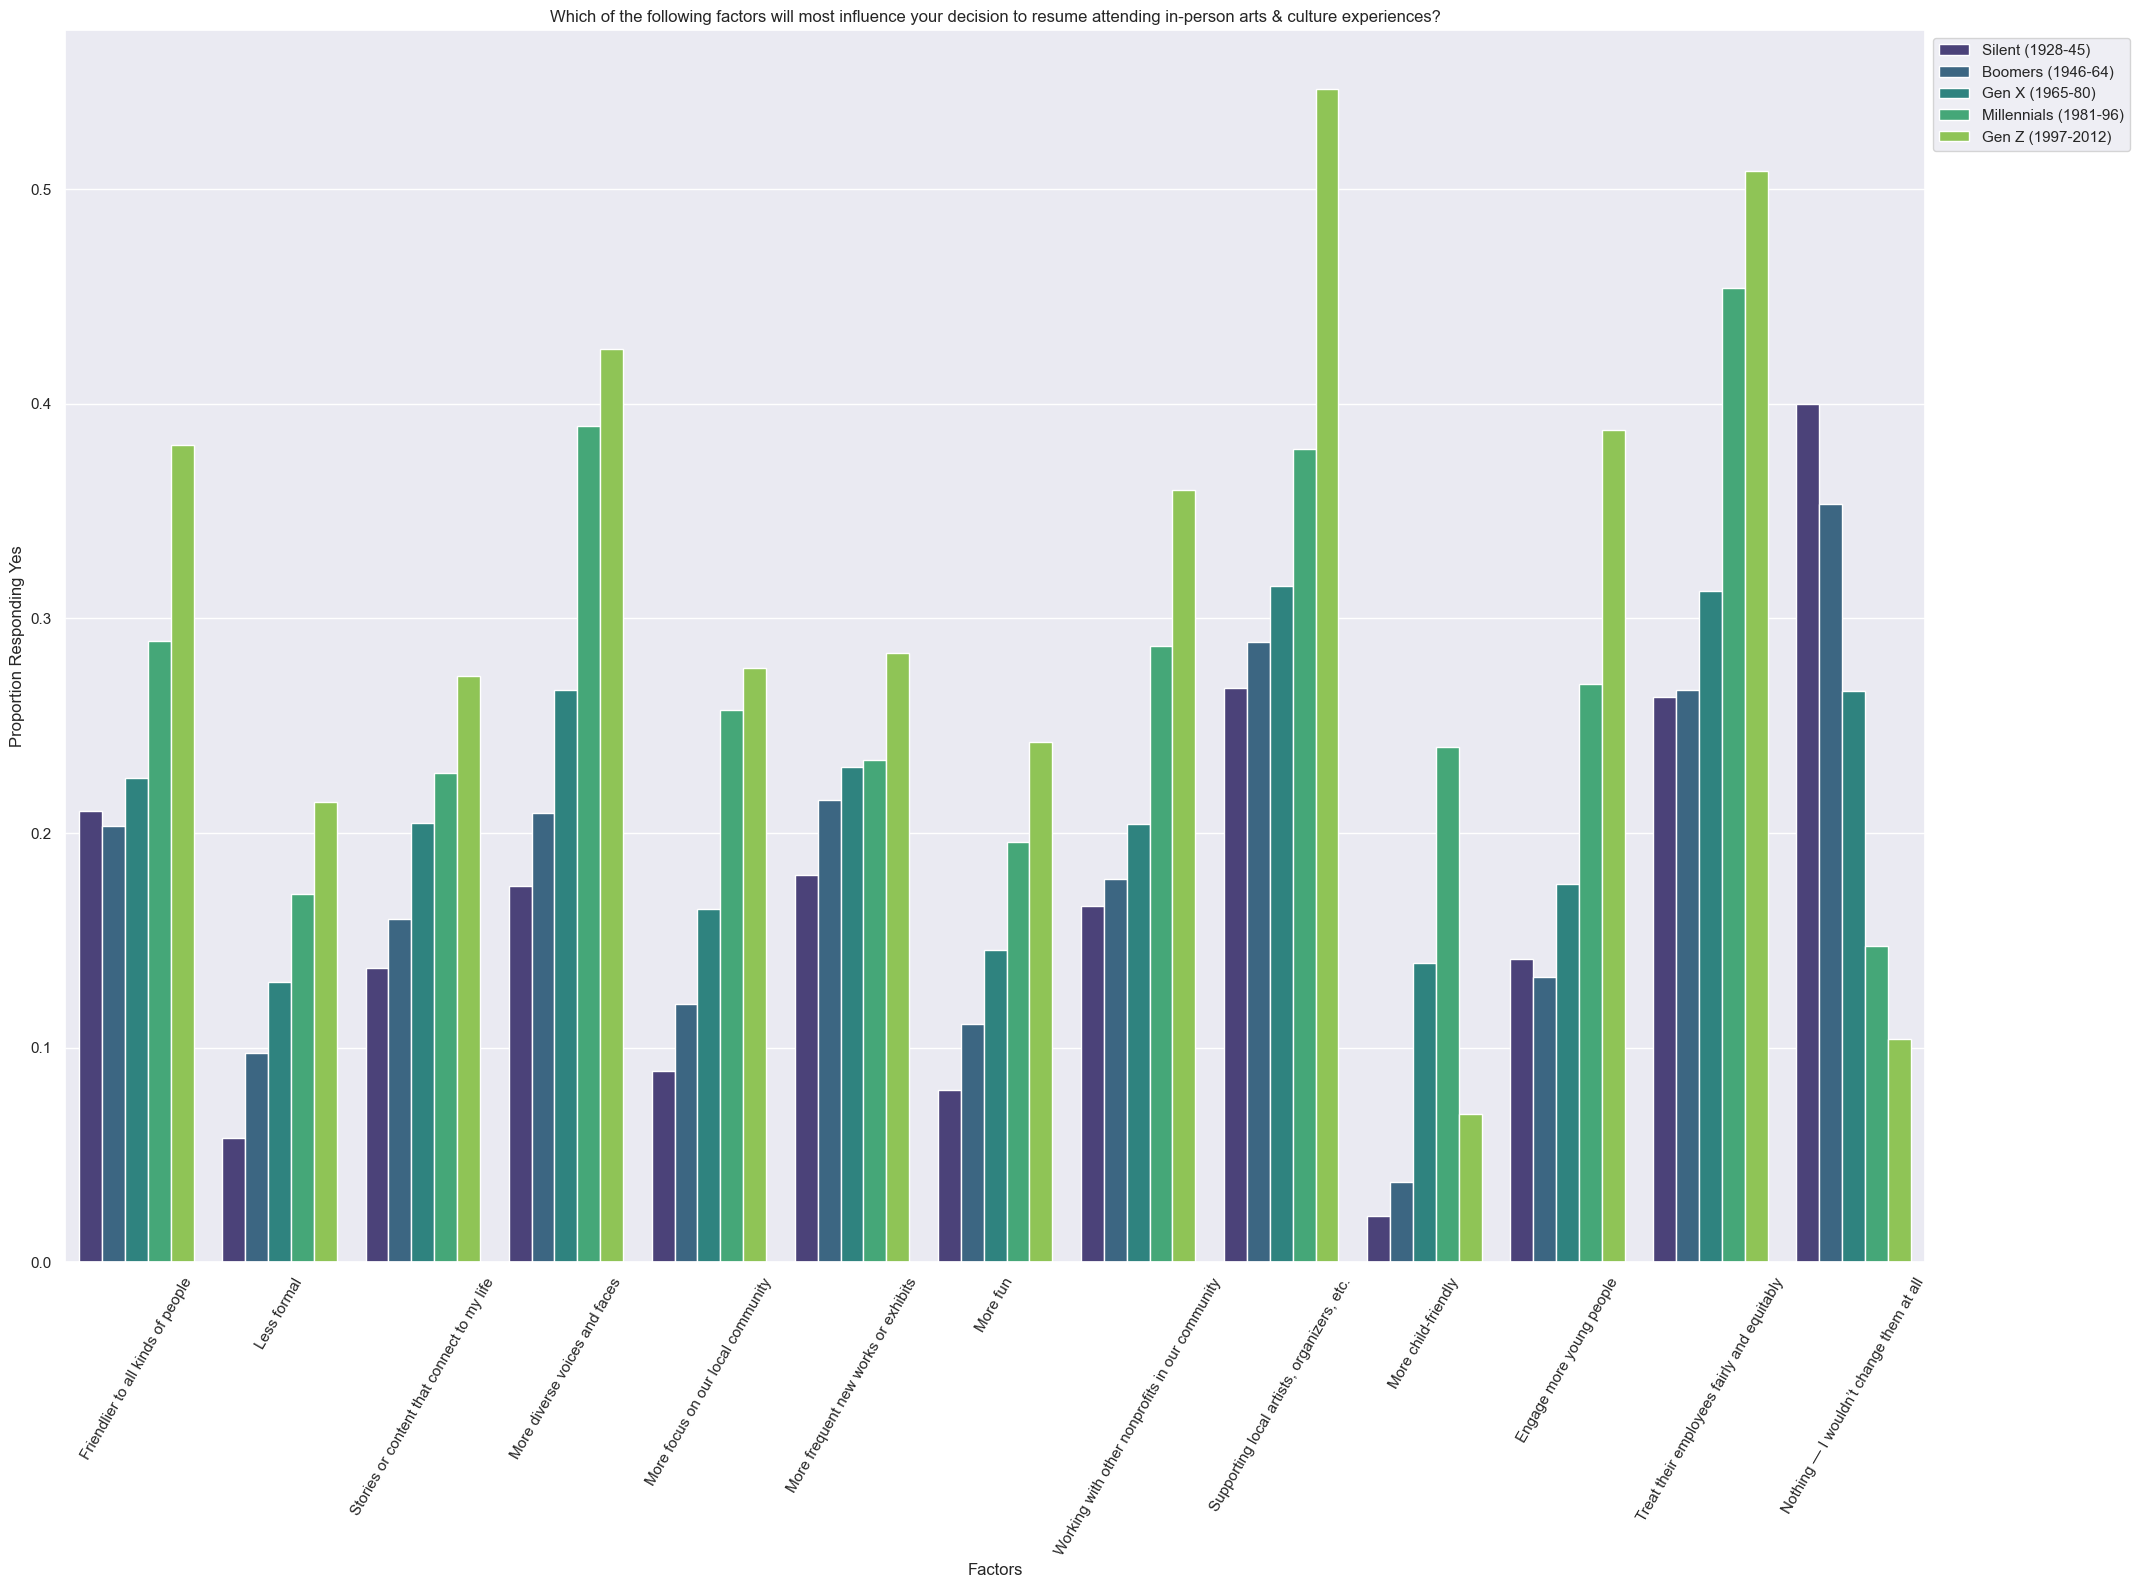 Which of the following factors will most influence your decision to resume attending in-person arts & culture experiences?
Silent (1928-45)
Boomers (1946-64)
Gen X (1965-80)
Millennials (1981-96)
Gen Z (1997-2012)
Proportion Responding Yes
0.5
0.4
0.3
0.2
0.1
0.0
Friendlier to all kinds of people
Less formal
Stories or content that connect to my life
More diverse voices and faces
More focus on our local community
More frequent new works or exhibits
More fun
Working with other nonprofits in our community
Supporting local artists, organizers, etc.
More child-friendly
Engage more young people
Treat their employees fairly and equitably
Nothing — I wouldn't change them at all
Factors